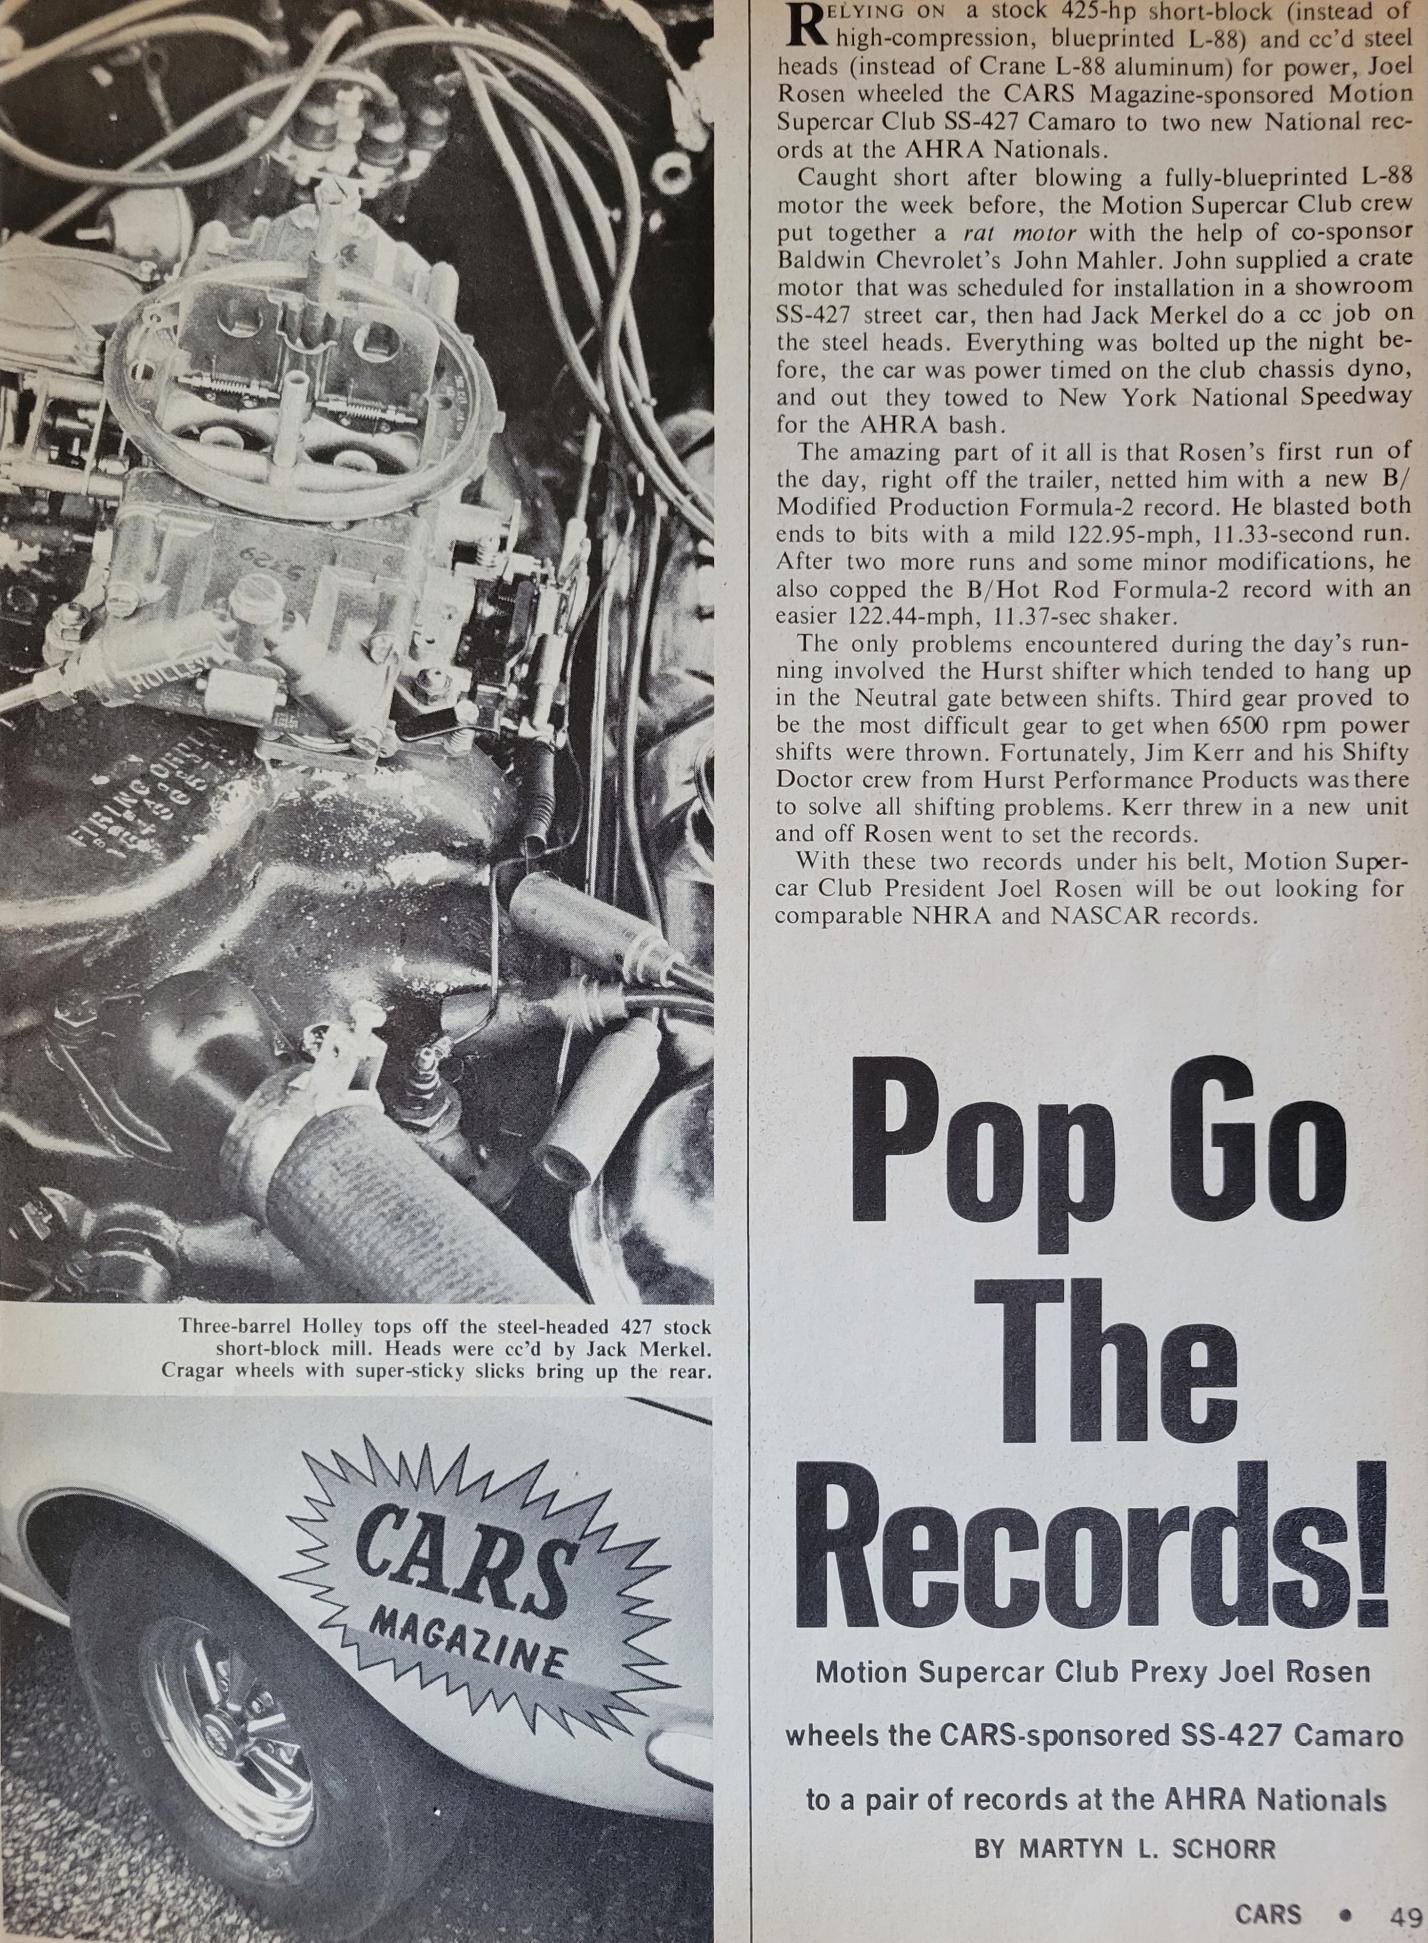 RELYING ON a stock 425-hp short-block (instead of
high-compression, blueprinted L-88) and cc'd steel
heads (instead of Crane L-88 aluminum) for power, Joel
Rosen wheeled the CARS Magazine-sponsored Motion
Supercar Club SS-427 Camaro to two new National rec-
ords at the AHRA Nationals.
Caught short after blowing a fully-blueprinted L-88
motor the week before, the Motion Supercar Club crew
put together a rat motor with the help of co-sponsor
Baldwin Chevrolet's John Mahler. John supplied a crate
motor that was scheduled for installation in a showroom
SS-427 street car, then had Jack Merkel do a cc job on
the steel heads. Everything was bolted up the night be-
fore, the car was power timed on the club chassis dyno,
and out they towed to New York National Speedway
for the AHRA bash.
The amazing part of it all is that Rosen's first run of
the day, right off the trailer, netted him with a new B/
Modified Production Formula-2 record. He blasted both
ends to bits with a mild 122.95-mph, 11.33-second run.
After two more runs and some minor modifications, he
also copped the B/Hot Rod Formula-2 record with an
easier 122.44-mph, 11.37-sec shaker.
The only problems encountered during the day's run-
ning involved the Hurst shifter which tended to hang up
in the Neutral gate between shifts. Third gear proved to
be the most difficult gear to get when 6500 rpm power
shifts were thrown. Fortunately, Jim Kerr and his Shifty
Doctor crew from Hurst Performance Products was there
to solve all shifting problems. Kerr threw in a new unit
and off Rosen went to set the records.
With these two records under his belt, Motion Super-
car Club President Joel Rosen will be out looking for
comparable NHRA and NASCAR records.
HOLLEY
FIRING ORDER
Three-barrel Holley tops off the steel-headed 427 stock
short-block mill. Heads were cc'd by Jack Merkel.
Cragar wheels with super-sticky slicks bring up the rear.
CARS
MAGAZINE
Pop Go
The
Records!
Motion Supercar Club Prexy Joel Rosen
wheels the CARS-sponsored SS-427 Camaro
to a pair of records at the AHRA Nationals
BY MARTYN L. SCHORR
CARS • 49